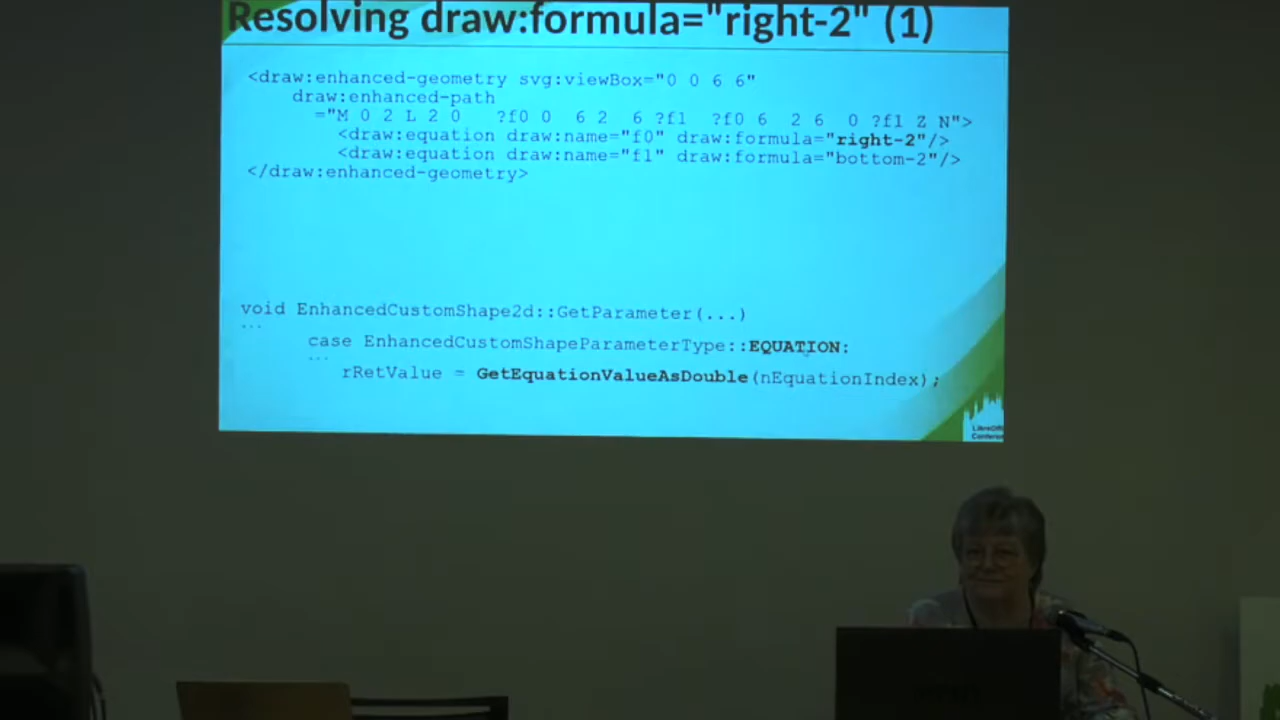 Resolving draw:formula="right-2" (1)
<draw:enhanced-geometry svg:viewBox="0 0 6 6"
draw:enhanced-path
="M 0 2 L 2 0 ?f0 0 6 2 6 ?f1 ?f0 6 2 6 0 ?f1 Z N">
<draw:equation draw:name="f0" draw:formula="right-2"/>
<draw:equation draw:name="f1" draw:formula="bottom-2"/>
</draw:enhanced-geometry>
void EnhancedCustomShape2d::GetParameter(...)
...
case EnhancedCustomShapeParameterType::EQUATION:
...
rRetValue = GetEquationValueAsDouble(nEquationIndex);